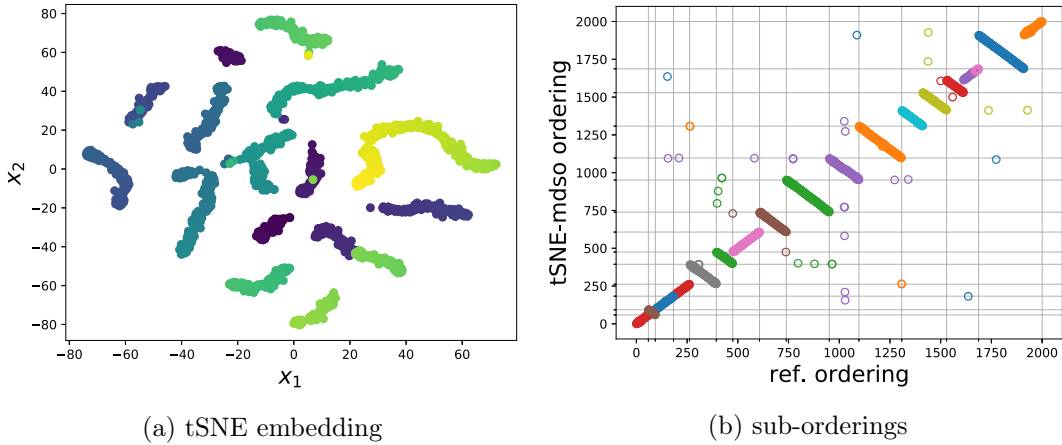 80
60
40
20
0
−20
−40
−60
−80
x₂
−80 −60 −40 −20 0 20 40 60
x₁
(a) tSNE embedding
2000
1750
1500
1250
1000
750
500
250
0
tSNE-mdso ordering
0 250 500 750 1000 1250 1500 1750 2000
ref. ordering
(b) sub-orderings